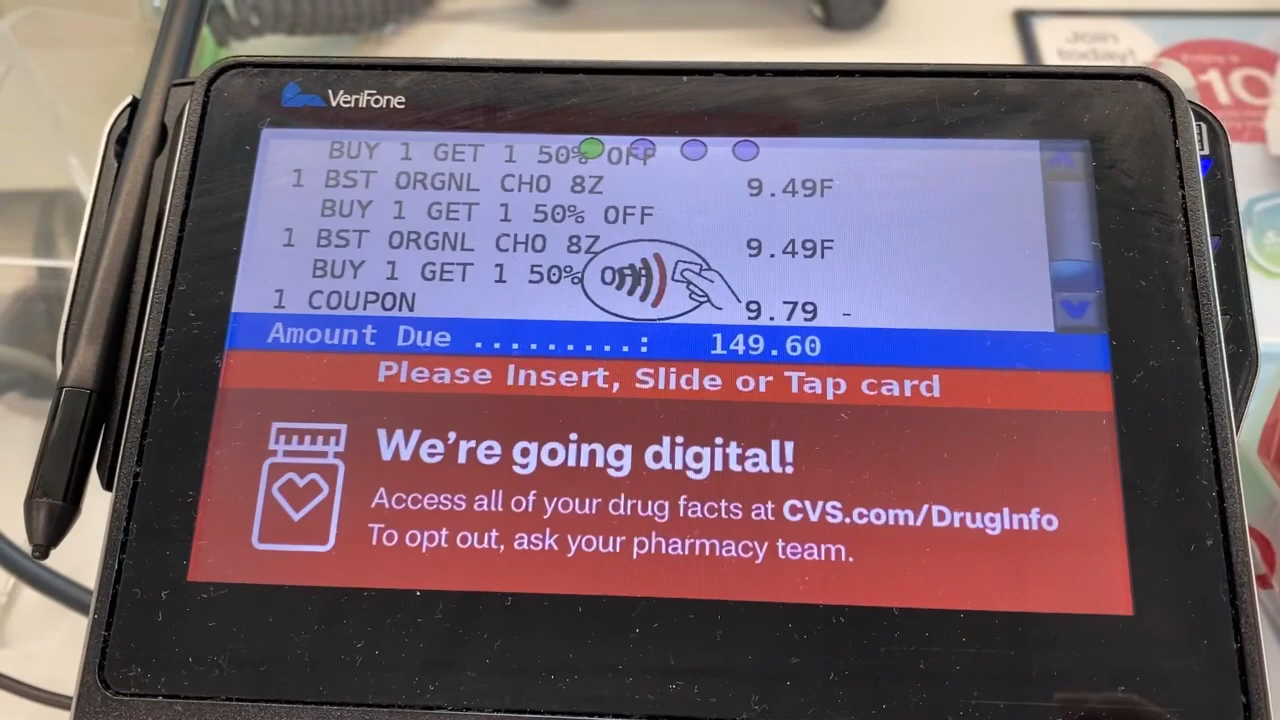 Join
today!
10
VeriFone
BUY 1 GET 1 50% OFF
1 BST ORGNL CHO 8Z 9.49F
BUY 1 GET 1 50% OFF
1 BST ORGNL CHO 8Z 9.49F
BUY 1 GET 1 50% OFF
1 COUPON 9.79 -
Amount Due .........: 149.60
Please Insert, Slide or Tap card
We're going digital!
Access all of your drug facts at CVS.com/DrugInfo
To opt out, ask your pharmacy team.